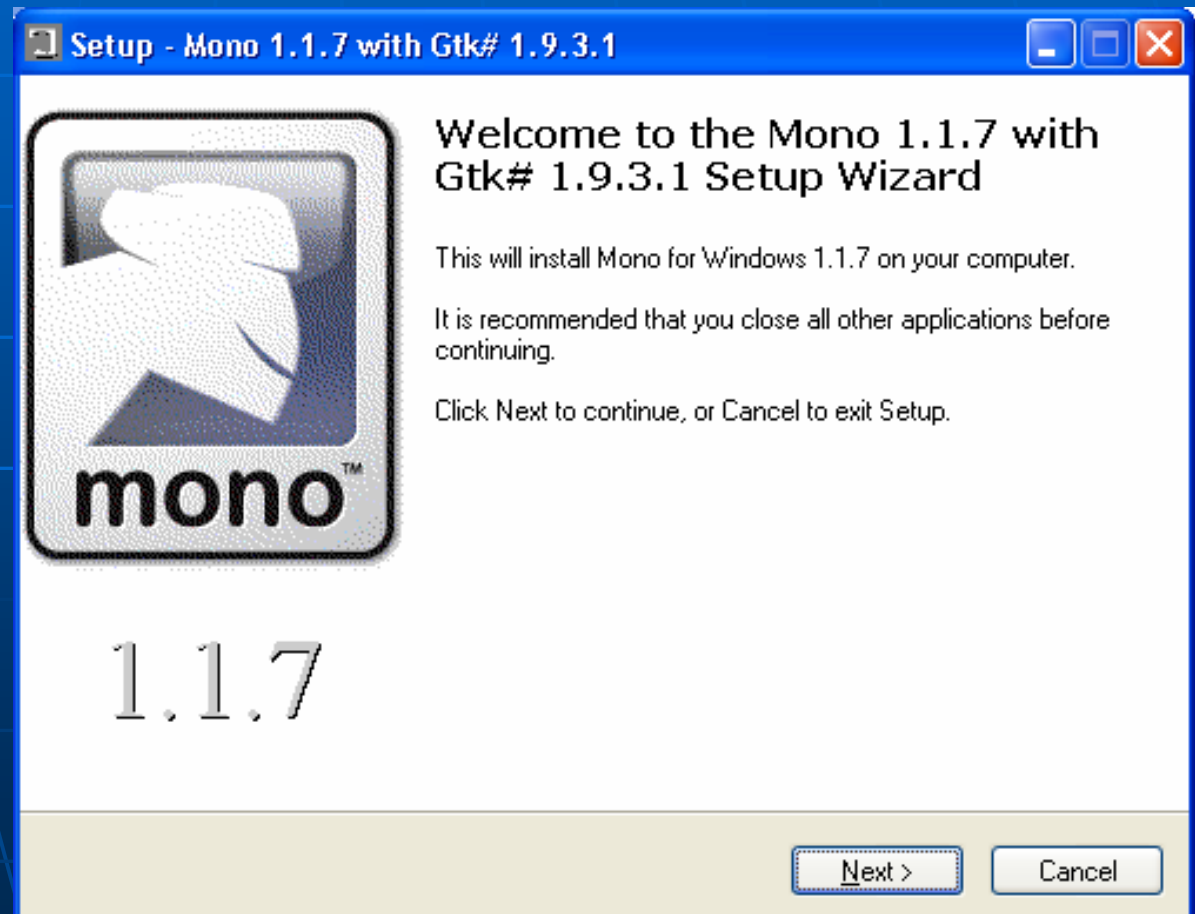 Setup - Mono 1.1.7 with Gtk# 1.9.3.1
Welcome to the Mono 1.1.7 with
Gtk# 1.9.3.1 Setup Wizard
This will install Mono for Windows 1.1.7 on your computer.
It is recommended that you close all other applications before
continuing.
Click Next to continue, or Cancel to exit Setup.
mono™
1.1.7
Next >
Cancel